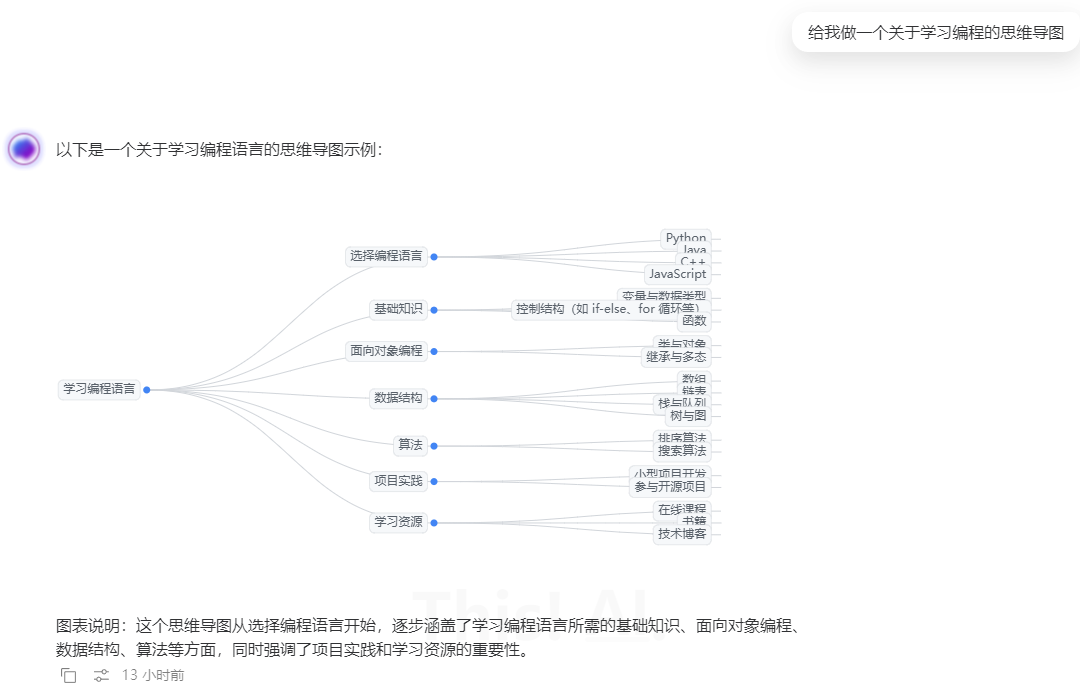 给我做一个关于学习编程的思维导图
以下是一个关于学习编程语言的思维导图示例：
学习编程语言
选择编程语言
Python
Java
C++
JavaScript
基础知识
变量与数据类型
控制结构（如 if-else、for 循环等）
函数
面向对象编程
类与对象
继承与多态
数据结构
数组
链表
栈与队列
树与图
算法
排序算法
搜索算法
项目实践
小型项目开发
参与开源项目
学习资源
在线课程
书籍
技术博客
图表说明：这个思维导图从选择编程语言开始，逐步涵盖了学习编程语言所需的基础知识、面向对象编程、
数据结构、算法等方面，同时强调了项目实践和学习资源的重要性。
13 小时前